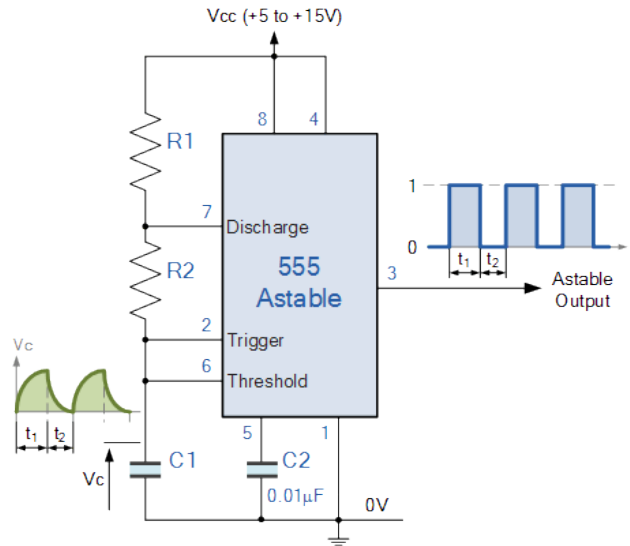 Vcc (+5 to +15V)
8
4
R1
7
Discharge
R2
555
Astable
3
2
Trigger
6
Threshold
1
0
t1
t2
Astable
Output
Vc
t1
t2
5
1
Vc
C1
C2
0.01µF
0V